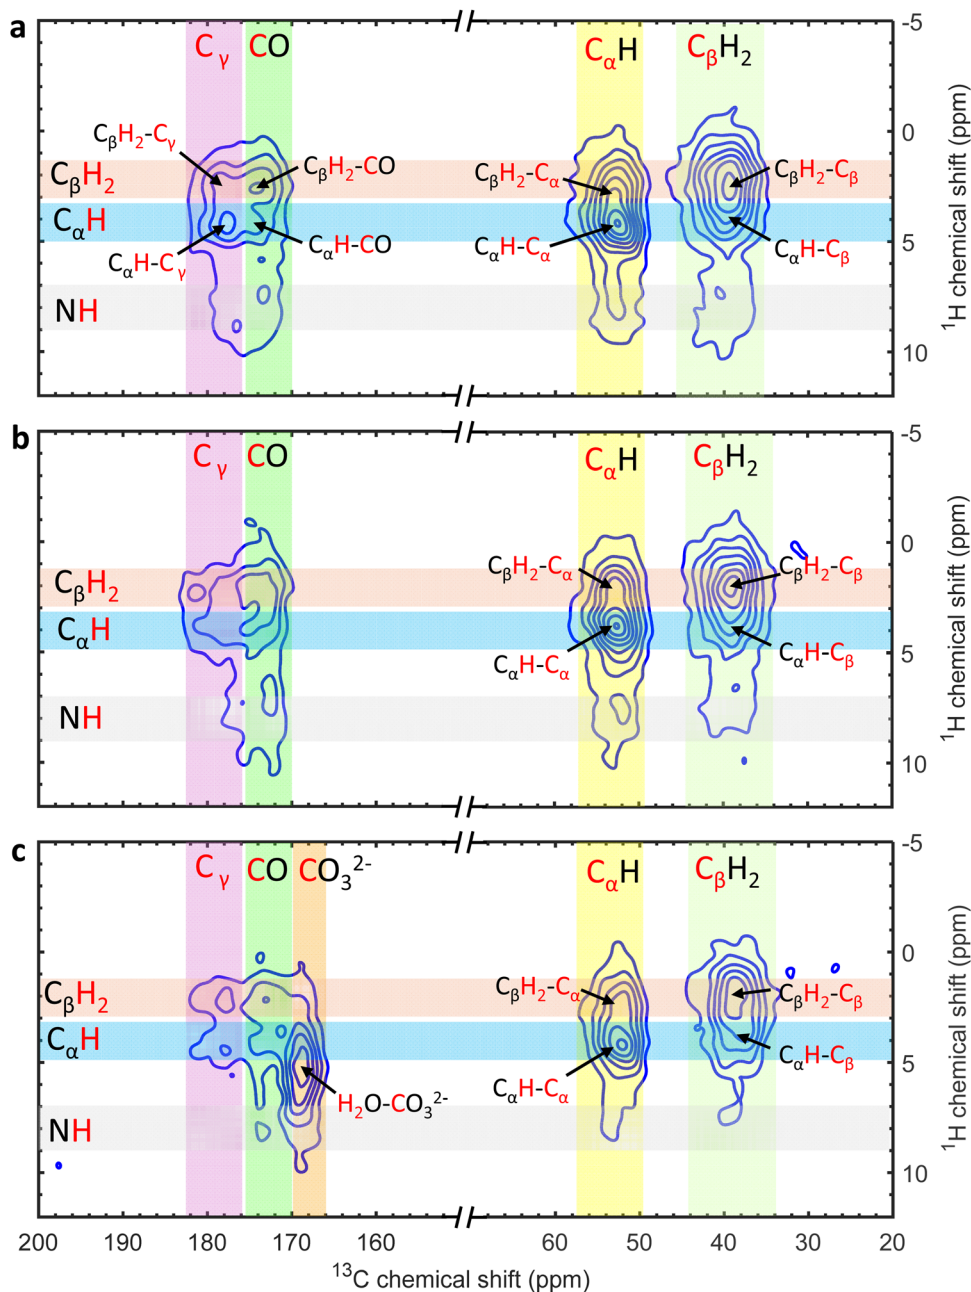 a
Cγ CO CαH CβH₂
-5
0
5
10
CβH₂
CαH
NH
CβH₂-Cγ
CβH₂-CO
CαH-Cγ
CαH-CO
CβH₂-Cα
CαH-Cα
CβH₂-Cβ
CαH-Cβ
¹H chemical shift (ppm)
b
Cγ CO CαH CβH₂
-5
0
5
10
CβH₂
CαH
NH
CβH₂-Cα
CαH-Cα
CβH₂-Cβ
CαH-Cβ
¹H chemical shift (ppm)
c
Cγ CO CO₃²⁻ CαH CβH₂
-5
0
5
10
CβH₂
CαH
NH
H₂O-CO₃²⁻
CβH₂-Cα
CαH-Cα
CβH₂-Cβ
CαH-Cβ
¹H chemical shift (ppm)
200 190 180 170 160 60 50 40 30 20
¹³C chemical shift (ppm)